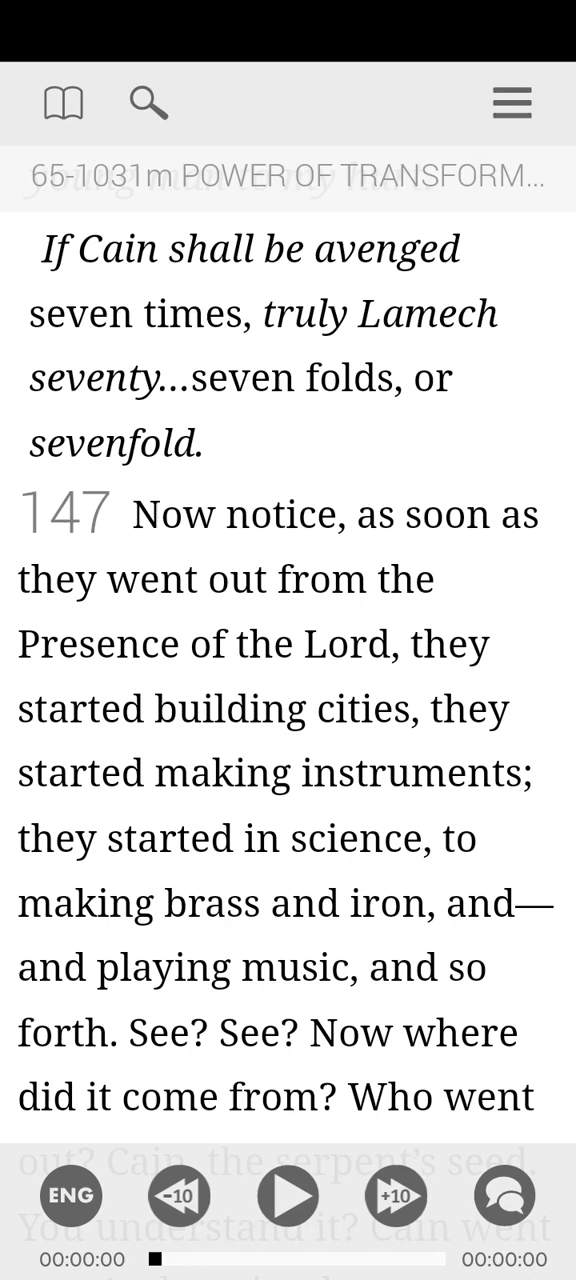 65-1031m POWER OF TRANSFORM...
If Cain shall be avenged
seven times, truly Lamech
seventy...seven folds, or
sevenfold.
147 Now notice, as soon as
they went out from the
Presence of the Lord, they
started building cities, they
started making instruments;
they started in science, to
making brass and iron, and—
and playing music, and so
forth. See? See? Now where
did it come from? Who went
out? Cain, the serpent's seed.
You understand it? Cain went
ENG -10 +10
00:00:00 00:00:00